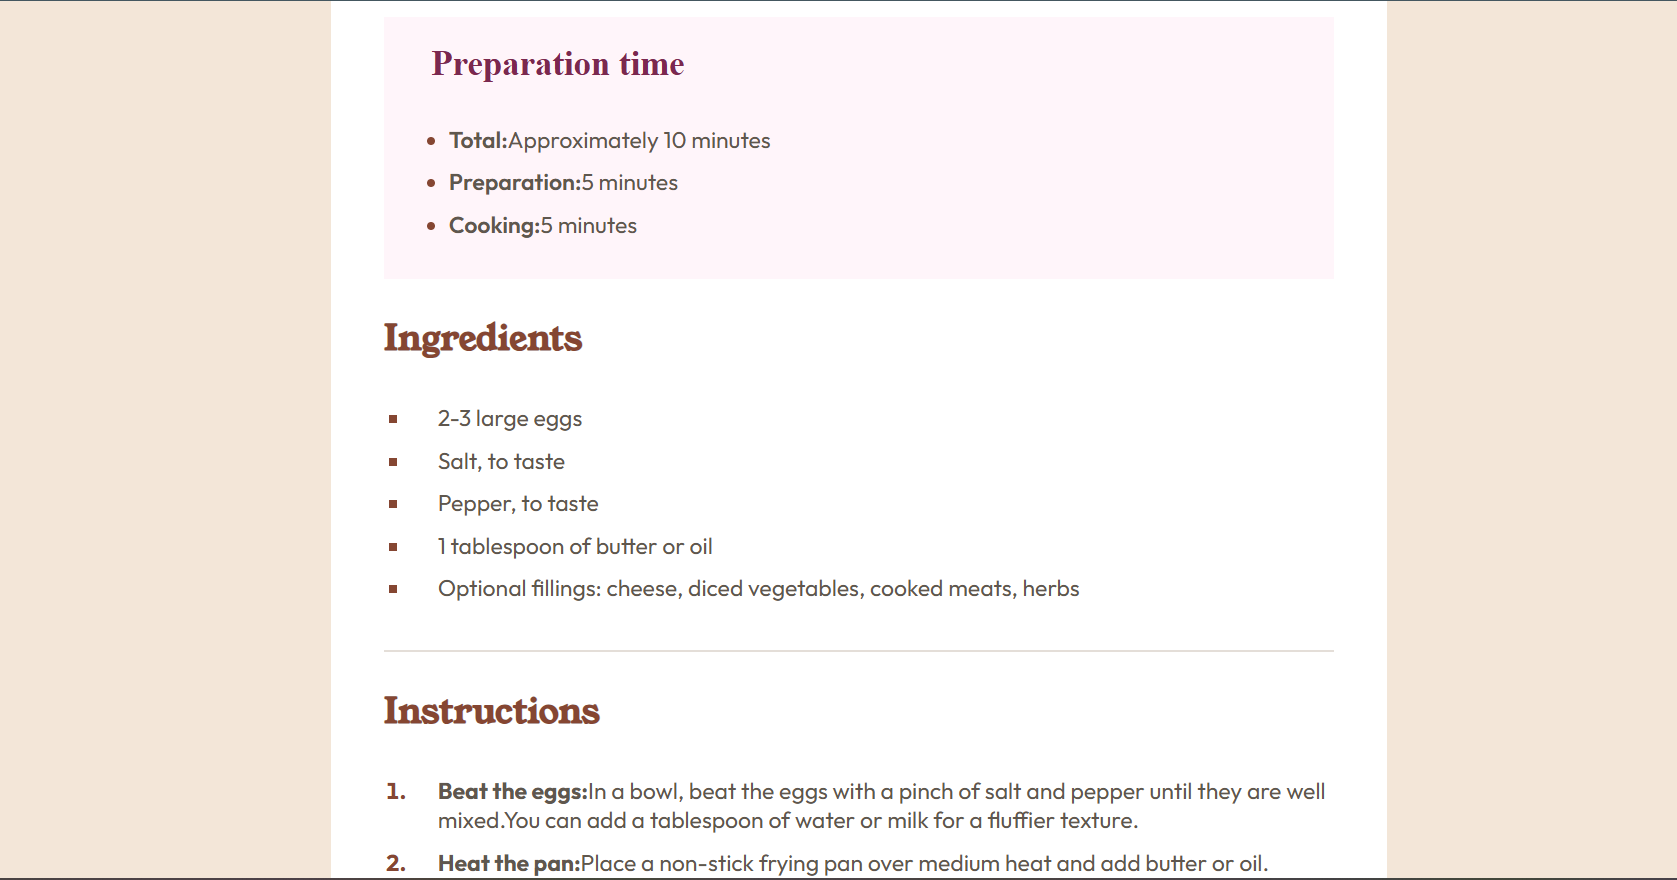 Preparation time
Total:Approximately 10 minutes
Preparation:5 minutes
Cooking:5 minutes
Ingredients
2-3 large eggs
Salt, to taste
Pepper, to taste
1 tablespoon of butter or oil
Optional fillings: cheese, diced vegetables, cooked meats, herbs
Instructions
1. Beat the eggs:In a bowl, beat the eggs with a pinch of salt and pepper until they are well
mixed.You can add a tablespoon of water or milk for a fluffier texture.
2. Heat the pan:Place a non-stick frying pan over medium heat and add butter or oil.